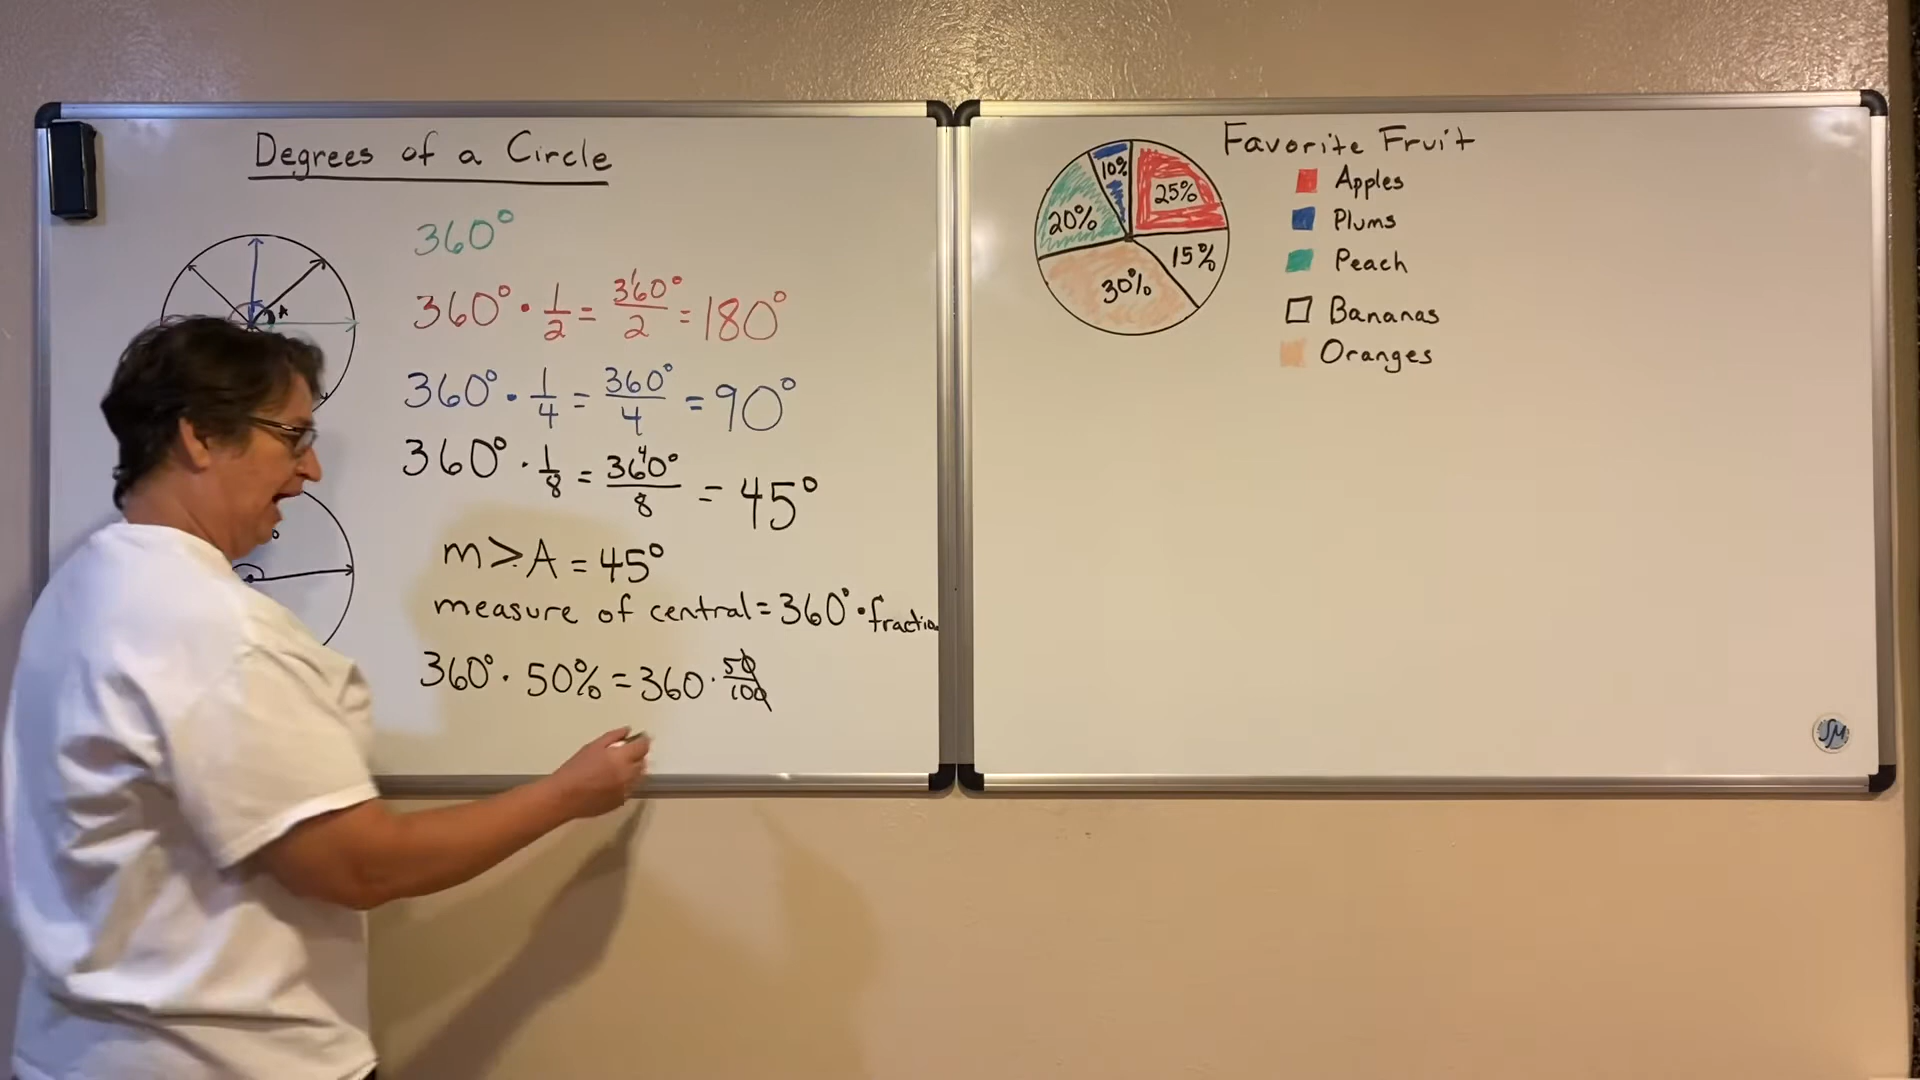 Degrees of a Circle
360°
360° · 1/2 = 360°/2 = 180°
360° · 1/4 = 360°/4 = 90°
360° · 1/8 = 360°/8 = 45°
m > A = 45°
measure of central = 360° · fraction
360° · 50% = 360 · 50/100
A
Favorite Fruit
10%
25%
20%
15%
30%
Apples
Plums
Peach
Bananas
Oranges
SM